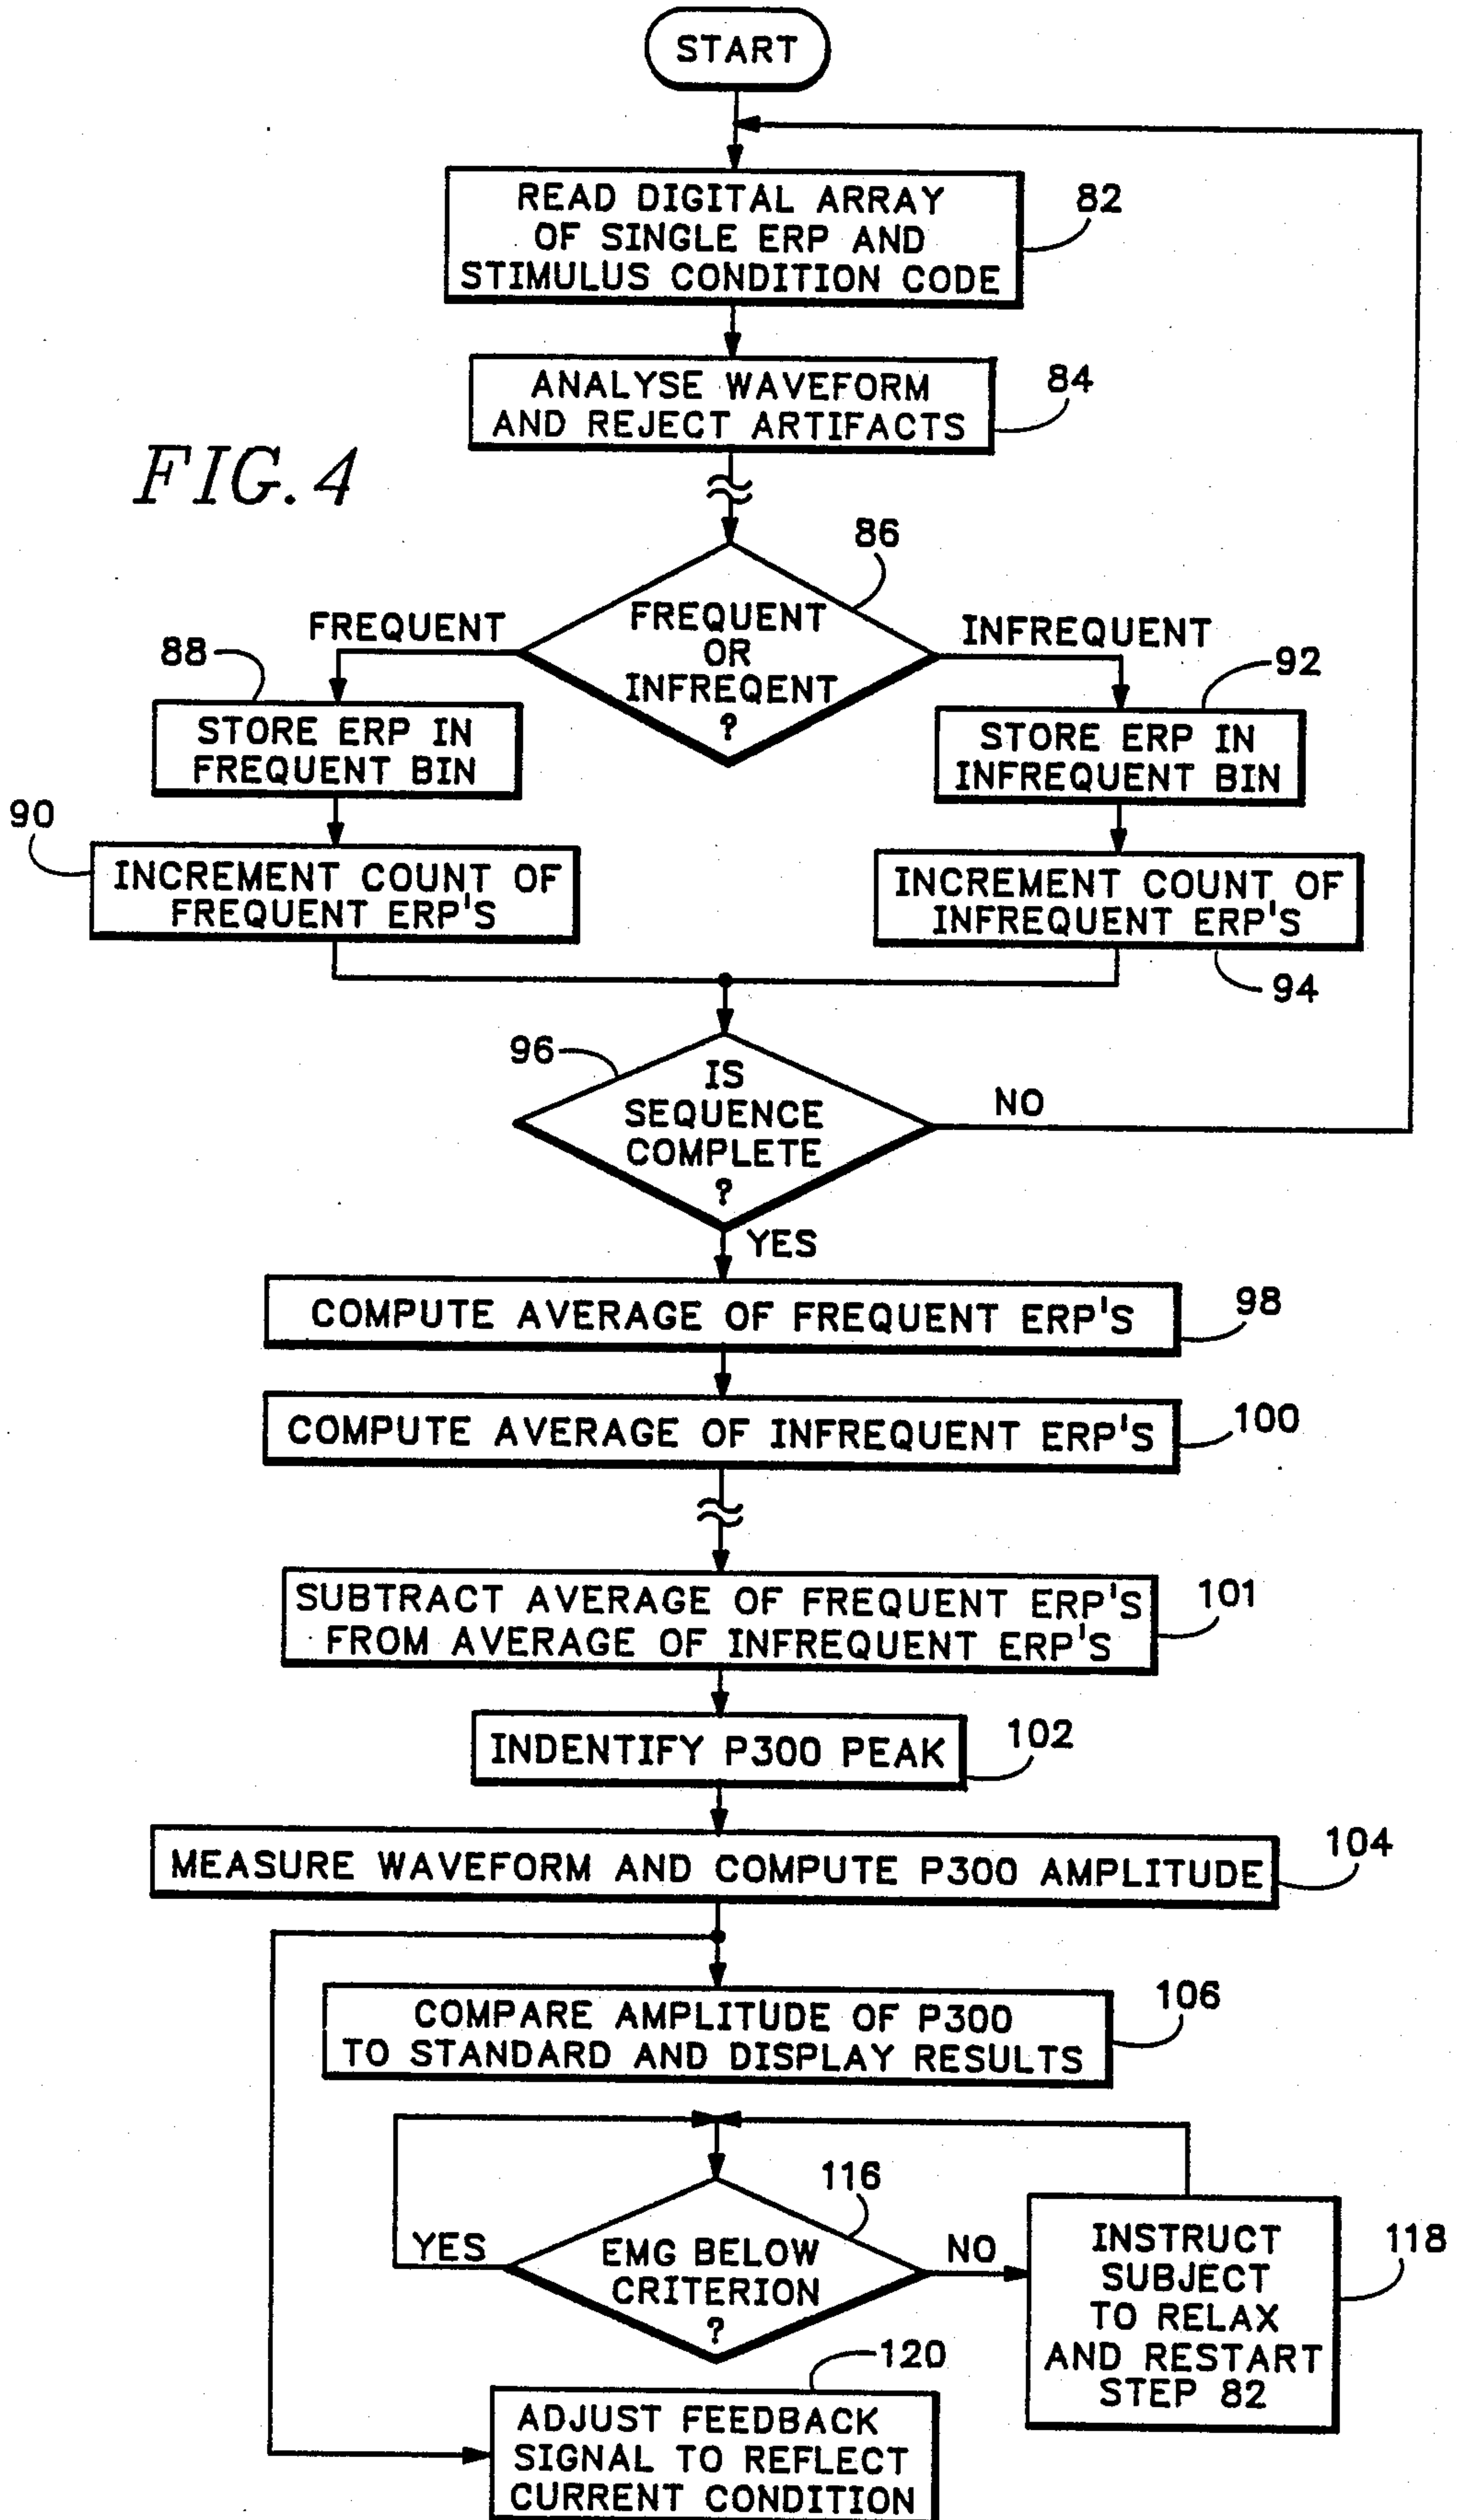 START
READ DIGITAL ARRAY
OF SINGLE ERP AND
STIMULUS CONDITION CODE
82
ANALYSE WAVEFORM
AND REJECT ARTIFACTS
84
FIG. 4
86
FREQUENT
OR
INFREQENT
?
FREQUENT
INFREQUENT
88
STORE ERP IN
FREQUENT BIN
92
STORE ERP IN
INFREQUENT BIN
90
INCREMENT COUNT OF
FREQUENT ERP'S
INCREMENT COUNT OF
INFREQUENT ERP'S
94
96
IS
SEQUENCE
COMPLETE
?
NO
YES
COMPUTE AVERAGE OF FREQUENT ERP'S
98
COMPUTE AVERAGE OF INFREQUENT ERP'S
100
SUBTRACT AVERAGE OF FREQUENT ERP'S
FROM AVERAGE OF INFREQUENT ERP'S
101
INDENTIFY P300 PEAK
102
MEASURE WAVEFORM AND COMPUTE P300 AMPLITUDE
104
COMPARE AMPLITUDE OF P300
TO STANDARD AND DISPLAY RESULTS
106
116
YES
EMG BELOW
CRITERION
?
NO
INSTRUCT
SUBJECT
TO RELAX
AND RESTART
STEP 82
118
120
ADJUST FEEDBACK
SIGNAL TO REFLECT
CURRENT CONDITION